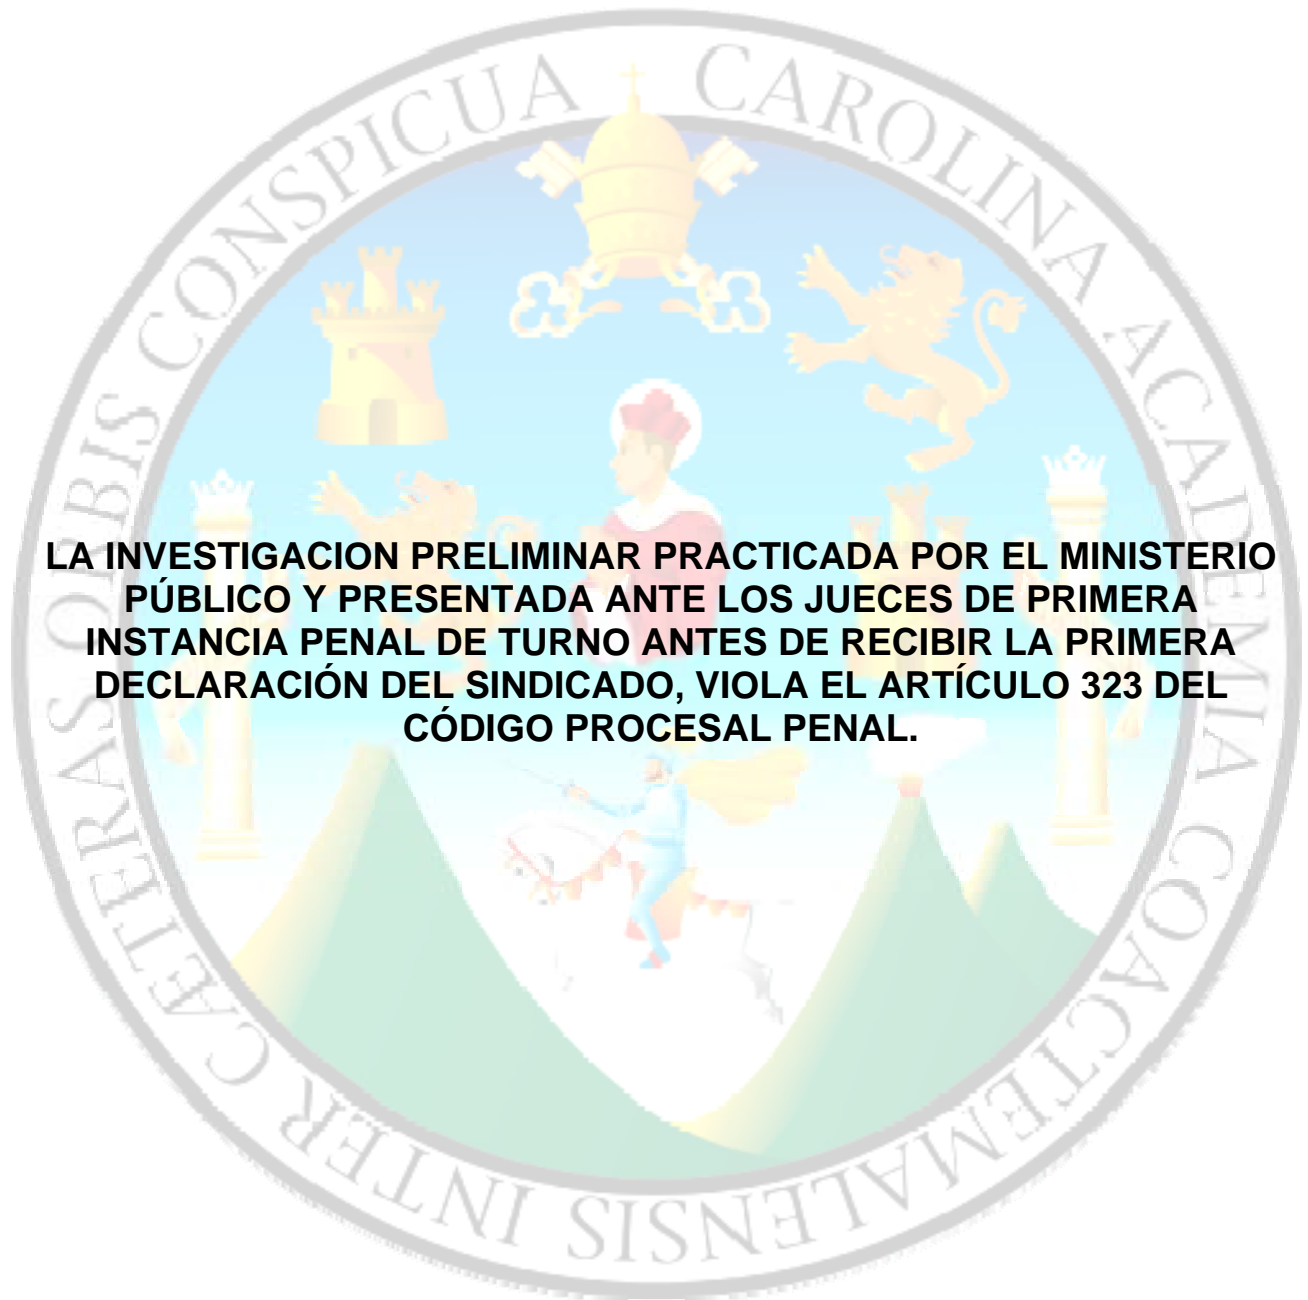 CAROLINA ACADEMIA COACTEMALENSIS INTER CÆTERAS ORBIS CONSPICUA
LA INVESTIGACION PRELIMINAR PRACTICADA POR EL MINISTERIO
PÚBLICO Y PRESENTADA ANTE LOS JUECES DE PRIMERA
INSTANCIA PENAL DE TURNO ANTES DE RECIBIR LA PRIMERA
DECLARACIÓN DEL SINDICADO, VIOLA EL ARTÍCULO 323 DEL
CÓDIGO PROCESAL PENAL.